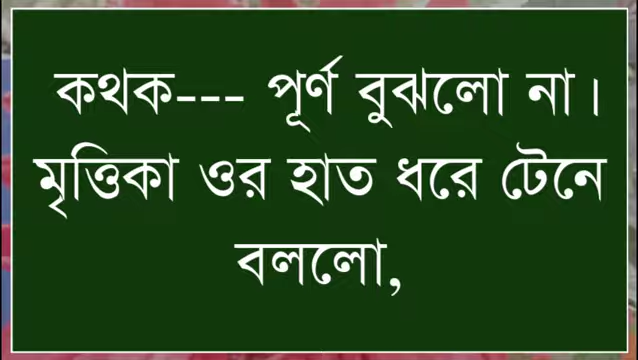 কথক--- পূর্ণ বুঝলো না।
মৃত্তিকা ওর হাত ধরে টেনে
বললো,